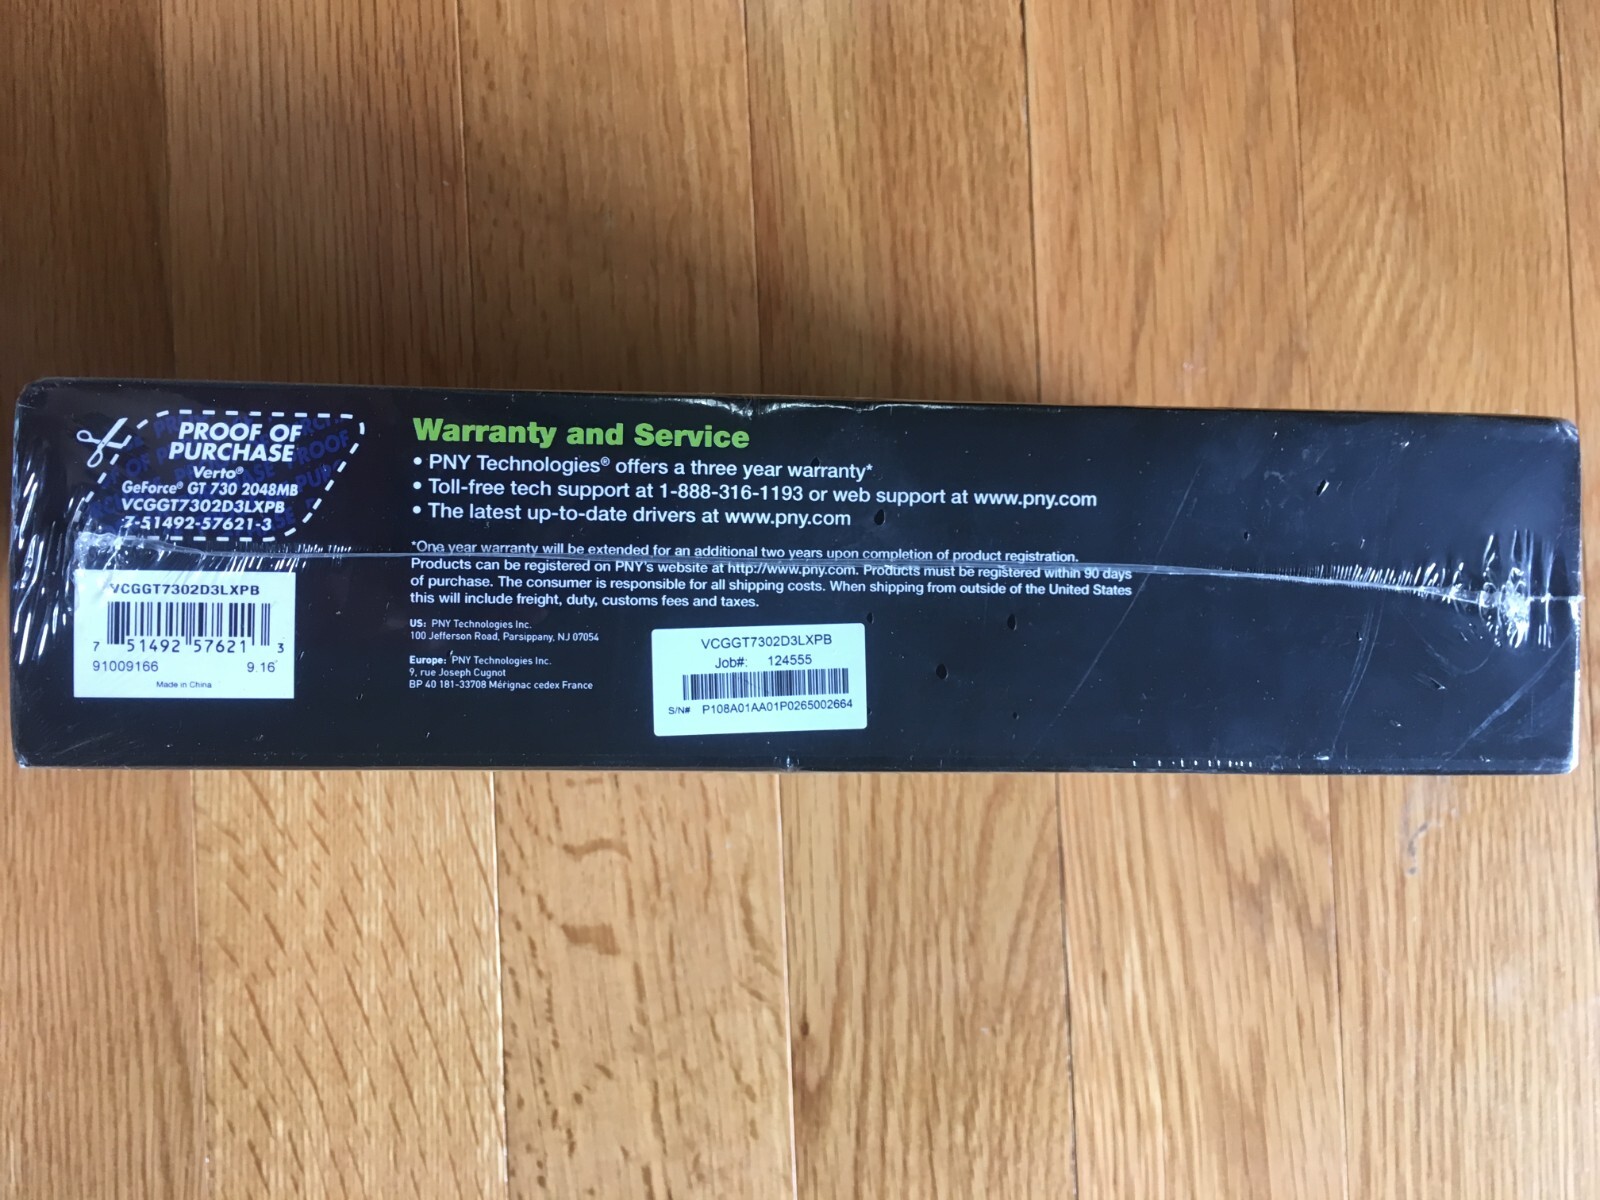 PROOF OF
PURCHASE
Verto®
GeForce® GT 730 2048MB
VCGGT7302D3LXPB
7-51492-57621-3
VCGGT7302D3LXPB
7 51492 57621 3
91009166 9.16
Made in China
Warranty and Service
• PNY Technologies® offers a three year warranty*
• Toll-free tech support at 1-888-316-1193 or web support at www.pny.com
• The latest up-to-date drivers at www.pny.com
*One year warranty will be extended for an additional two years upon completion of product registration.
Products can be registered on PNY's website at http://www.pny.com. Products must be registered within 90 days
of purchase. The consumer is responsible for all shipping costs. When shipping from outside of the United States
this will include freight, duty, customs fees and taxes.
US: PNY Technologies Inc.
100 Jefferson Road, Parsippany, NJ 07054
Europe: PNY Technologies Inc.
9, rue Joseph Cugnot
BP 40 181-33708 Mérignac cedex France
VCGGT7302D3LXPB
Job#: 124555
S/N# P108A01AA01P0265002664